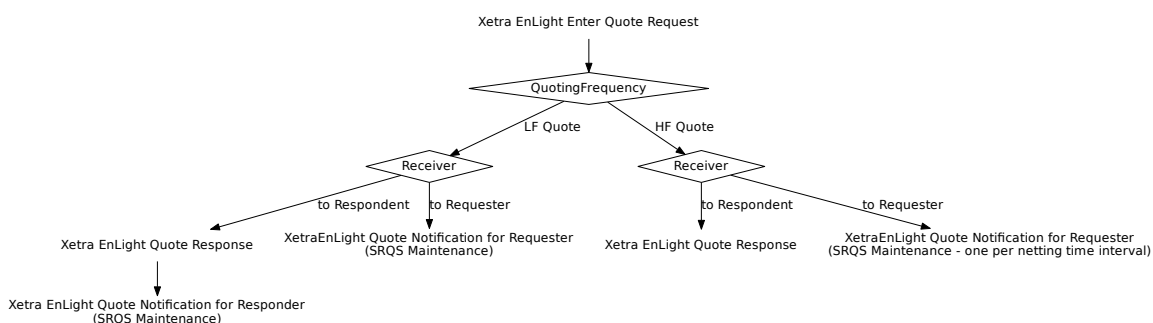 Xetra EnLight Enter Quote Request
QuotingFrequency
LF Quote
HF Quote
Receiver
Receiver
to Respondent
to Requester
to Respondent
to Requester
Xetra EnLight Quote Response
XetraEnLight Quote Notification for Requester
(SRQS Maintenance)
Xetra EnLight Quote Response
XetraEnLight Quote Notification for Requester
(SRQS Maintenance - one per netting time interval)
Xetra EnLight Quote Notification for Responder
(SRQS Maintenance)